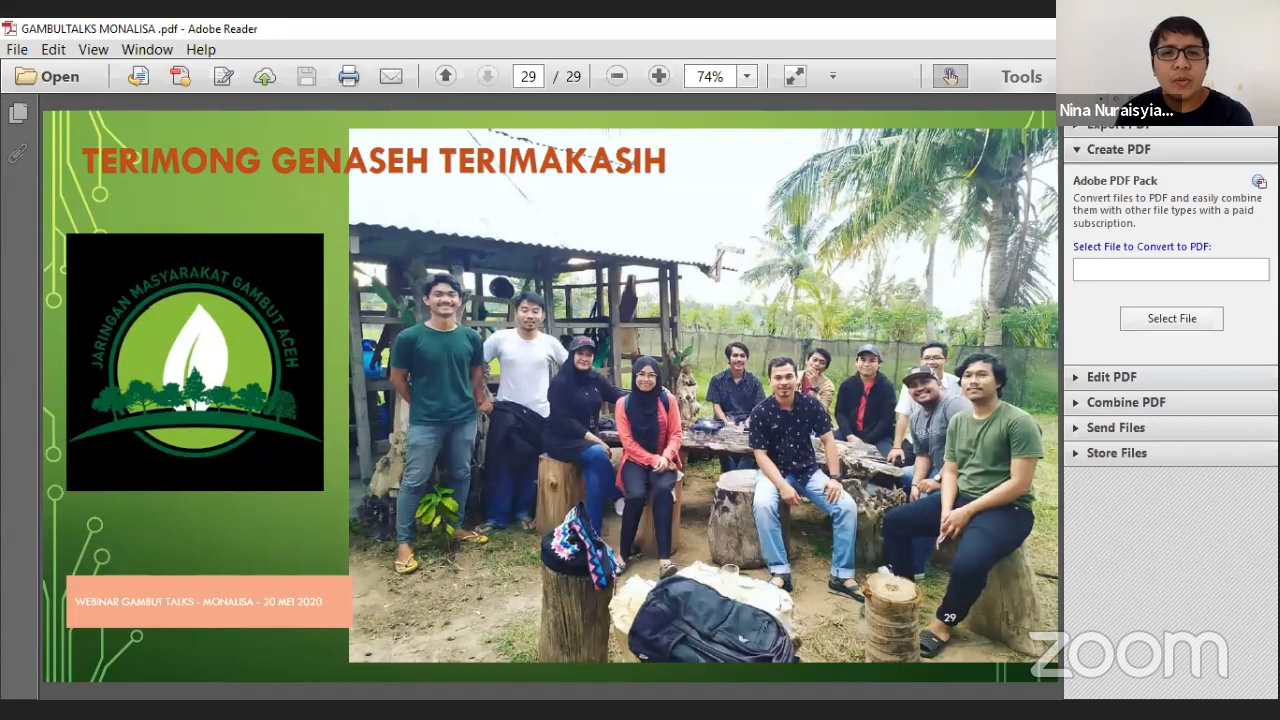 GAMBULTALKS MONALISA .pdf - Adobe Reader
File Edit View Window Help
Open 29 / 29 74% Tools
Nina Nuraisyia...
Export PDF
Create PDF
Adobe PDF Pack
Convert files to PDF and easily combine
them with other file types with a paid
subscription.
Select File to Convert to PDF:
Select File
Edit PDF
Combine PDF
Send Files
Store Files
TERIMONG GENASEH TERIMAKASIH
JARINGAN MASYARAKAT GAMBUT ACEH
WEBINAR GAMBUT TALKS - MONALISA - 20 MEI 2020
29
zoom